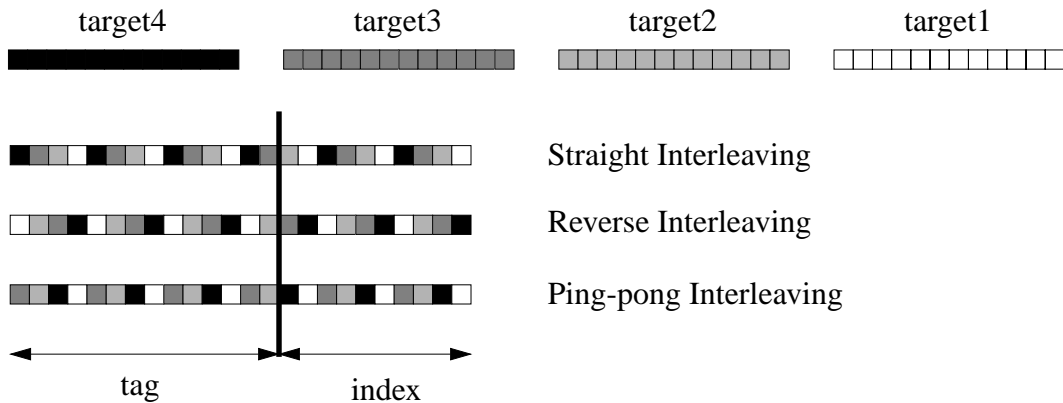 target4 target3 target2 target1
Straight Interleaving
Reverse Interleaving
Ping-pong Interleaving
tag index